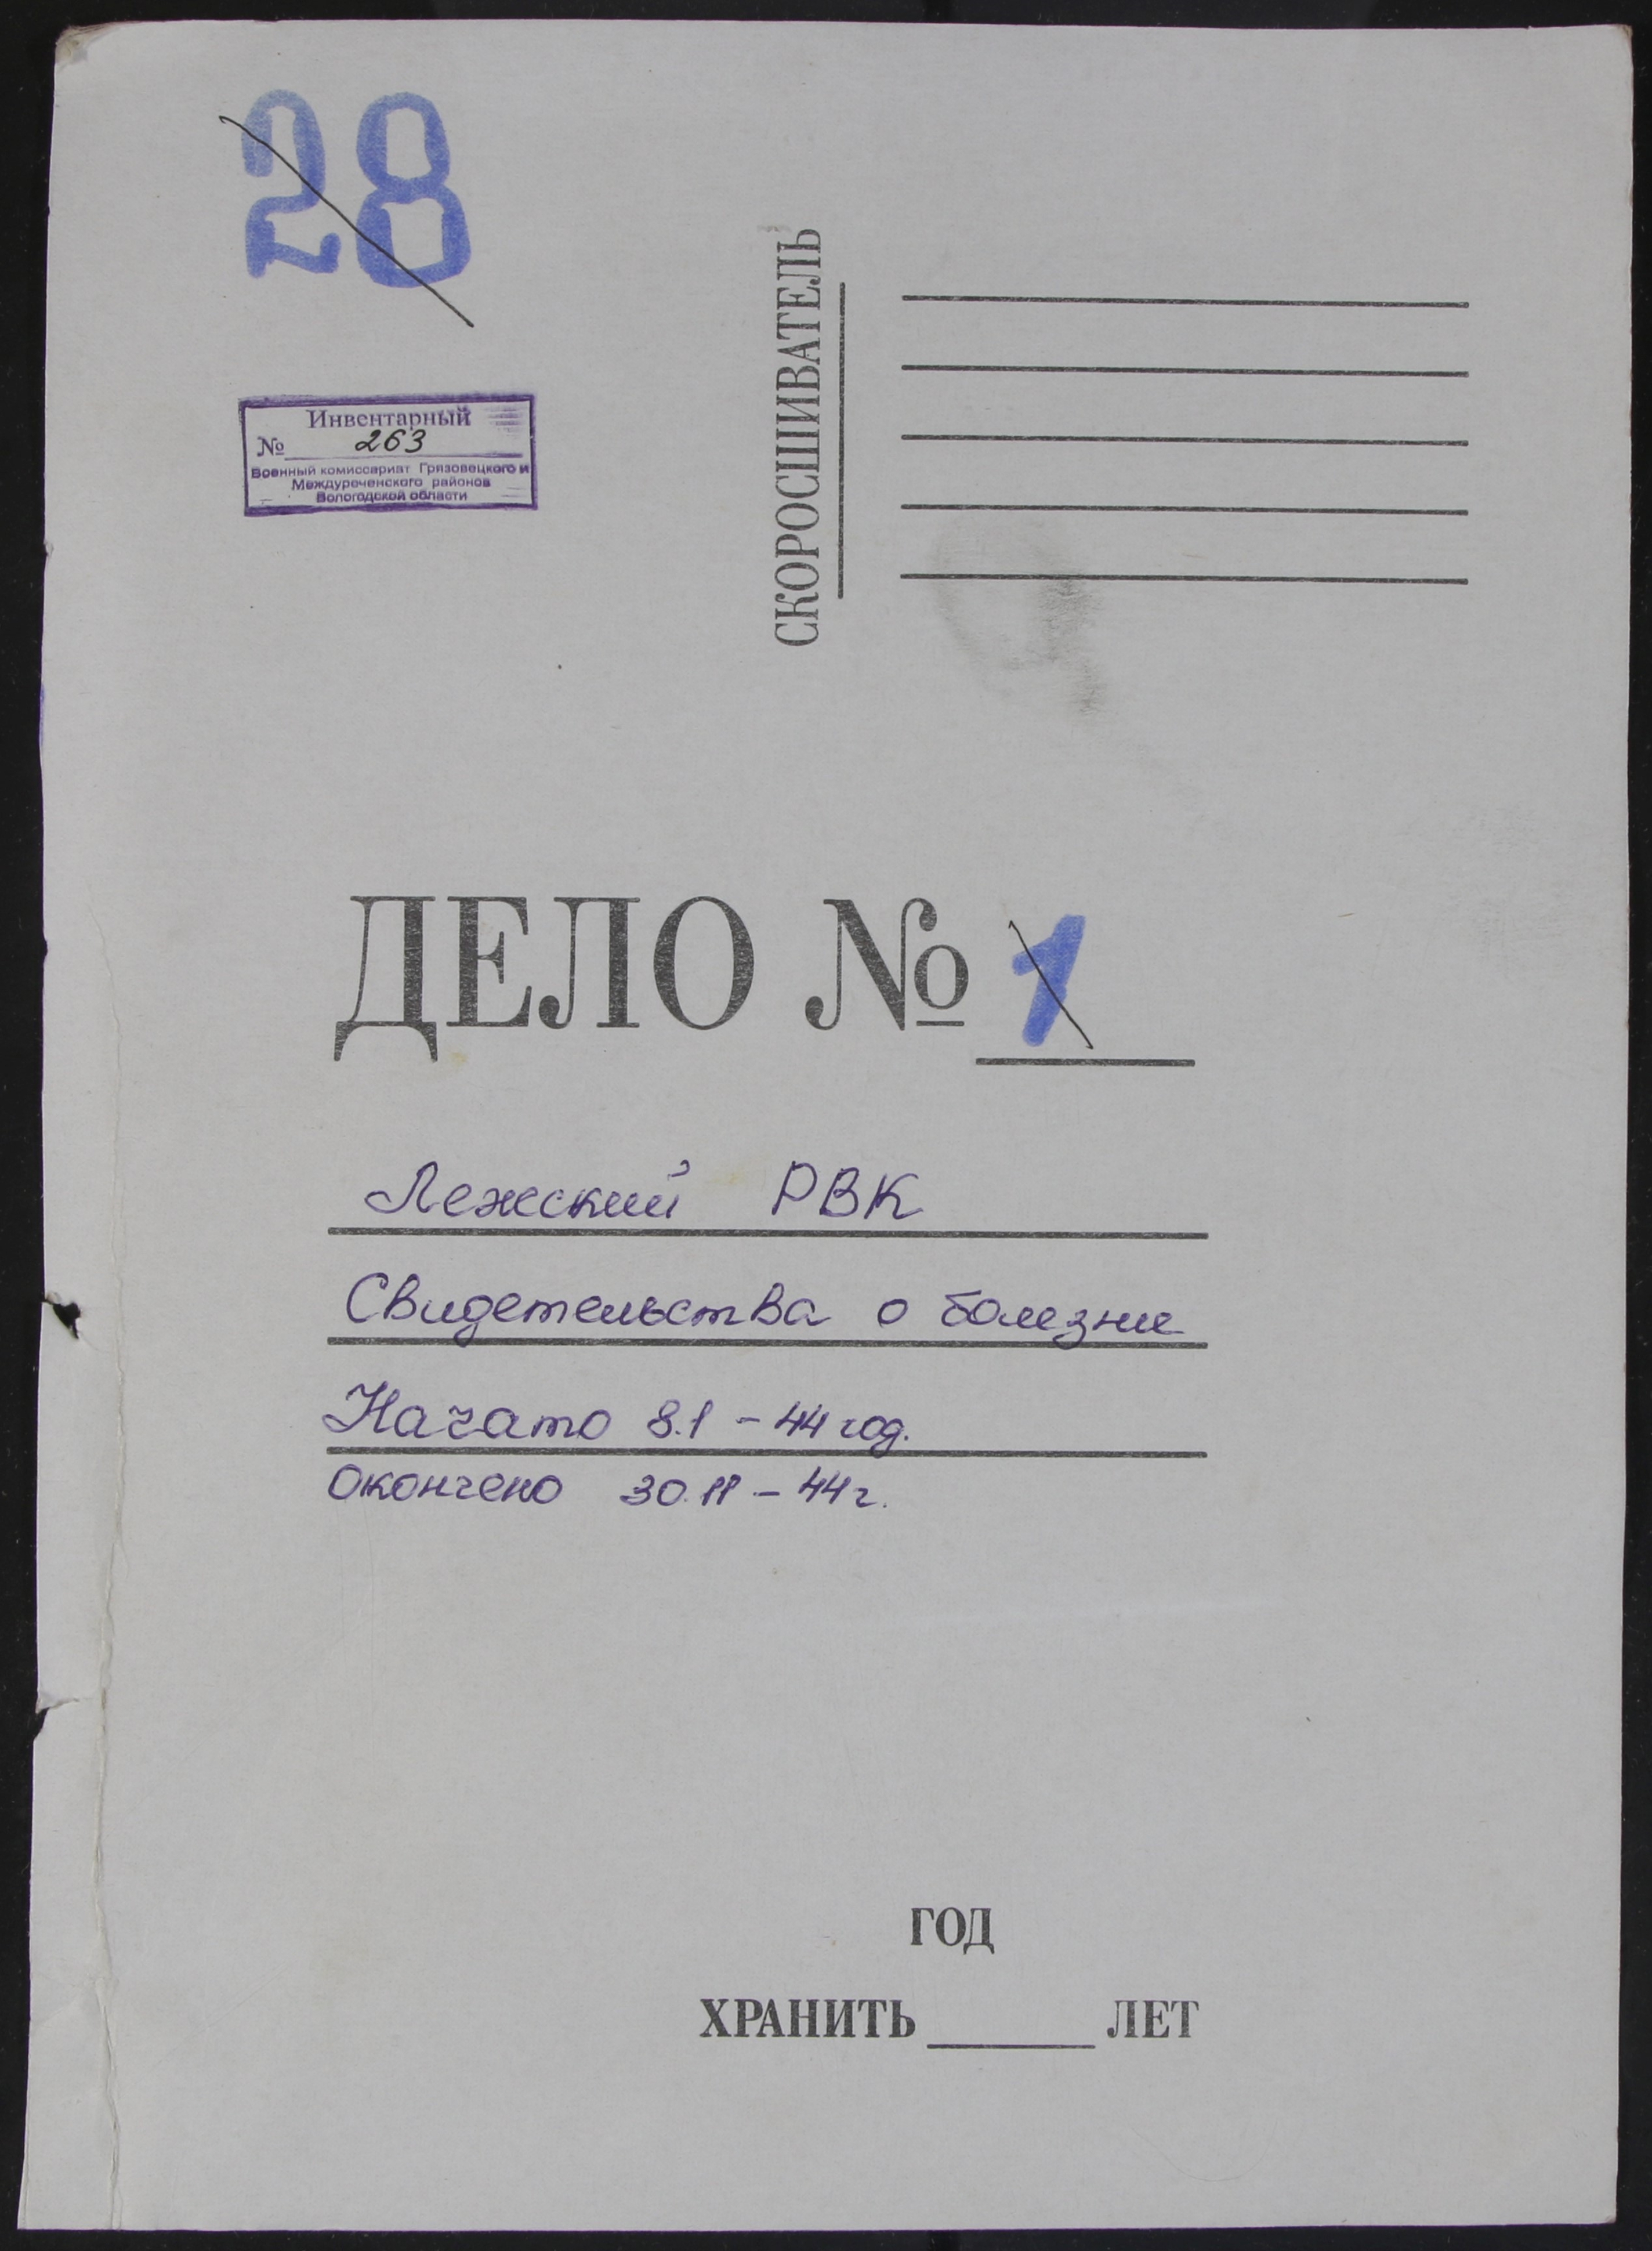 28
Инвентарный
№ 263
Военный комиссариат Грязовецкого и
Междуреченского районов
Вологодской области
СКОРОСШИВАТЕЛЬ
ДЕЛО № 1
Лежский РВК
Свидетельства о болезни
Начато 8.1 - 44 год.
Окончено 30.11 - 44 г.
ГОД
ХРАНИТЬ ЛЕТ